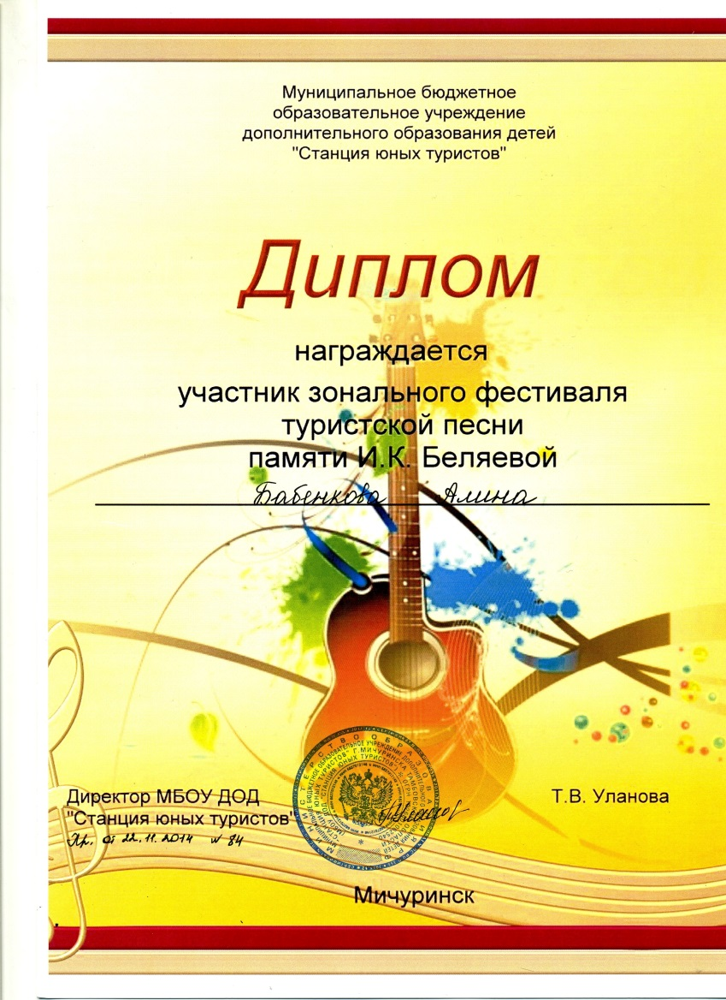 Муниципальное бюджетное
образовательное учреждение
дополнительного образования детей
"Станция юных туристов"
Диплом
награждается
участник зонального фестиваля
туристской песни
памяти И.К. Беляевой
Бабенкова Алина
Директор МБОУ ДОД
"Станция юных туристов"
Т.В. Уланова
Пр. от 22.11.2014 № 84
Мичуринск